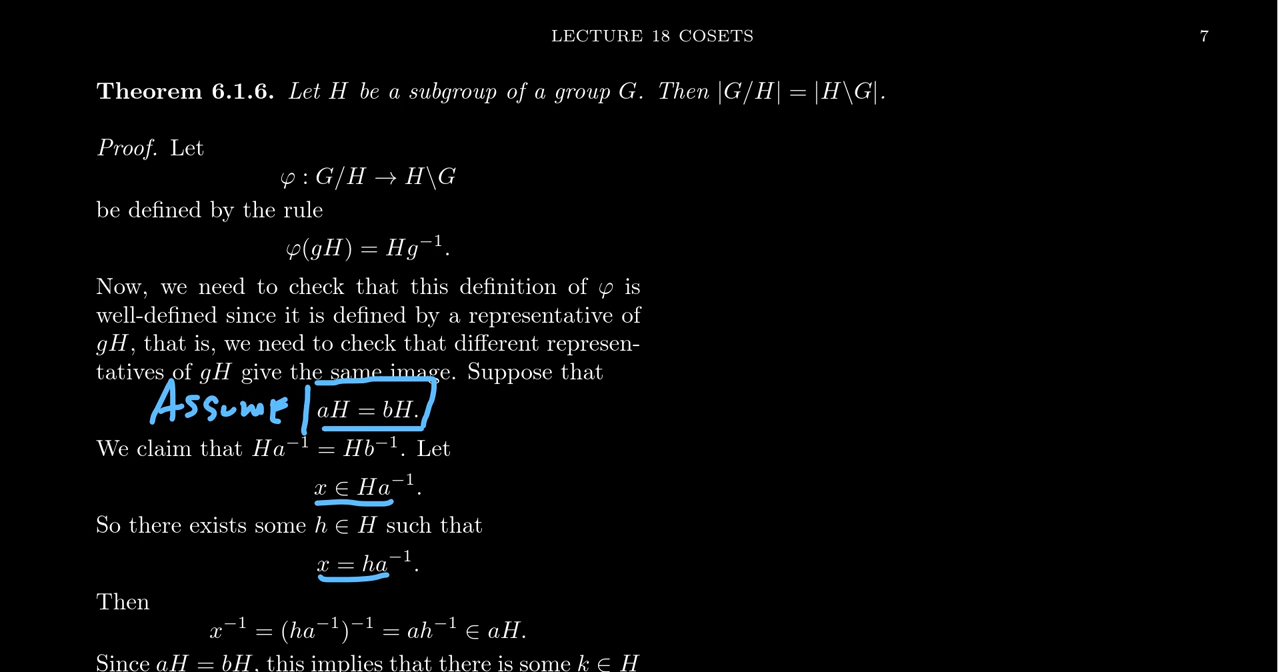 LECTURE 18 COSETS 7
Theorem 6.1.6. Let H be a subgroup of a group G. Then |G/H| = |H\G|.
Proof. Let
φ : G/H → H\G
be defined by the rule
φ(gH) = Hg⁻¹.
Now, we need to check that this definition of φ is
well-defined since it is defined by a representative of
gH, that is, we need to check that different represen-
tatives of gH give the same image. Suppose that
Assume aH = bH.
We claim that Ha⁻¹ = Hb⁻¹. Let
x ∈ Ha⁻¹.
So there exists some h ∈ H such that
x = ha⁻¹.
Then
x⁻¹ = (ha⁻¹)⁻¹ = ah⁻¹ ∈ aH.
Since aH = bH, this implies that there is some k ∈ H